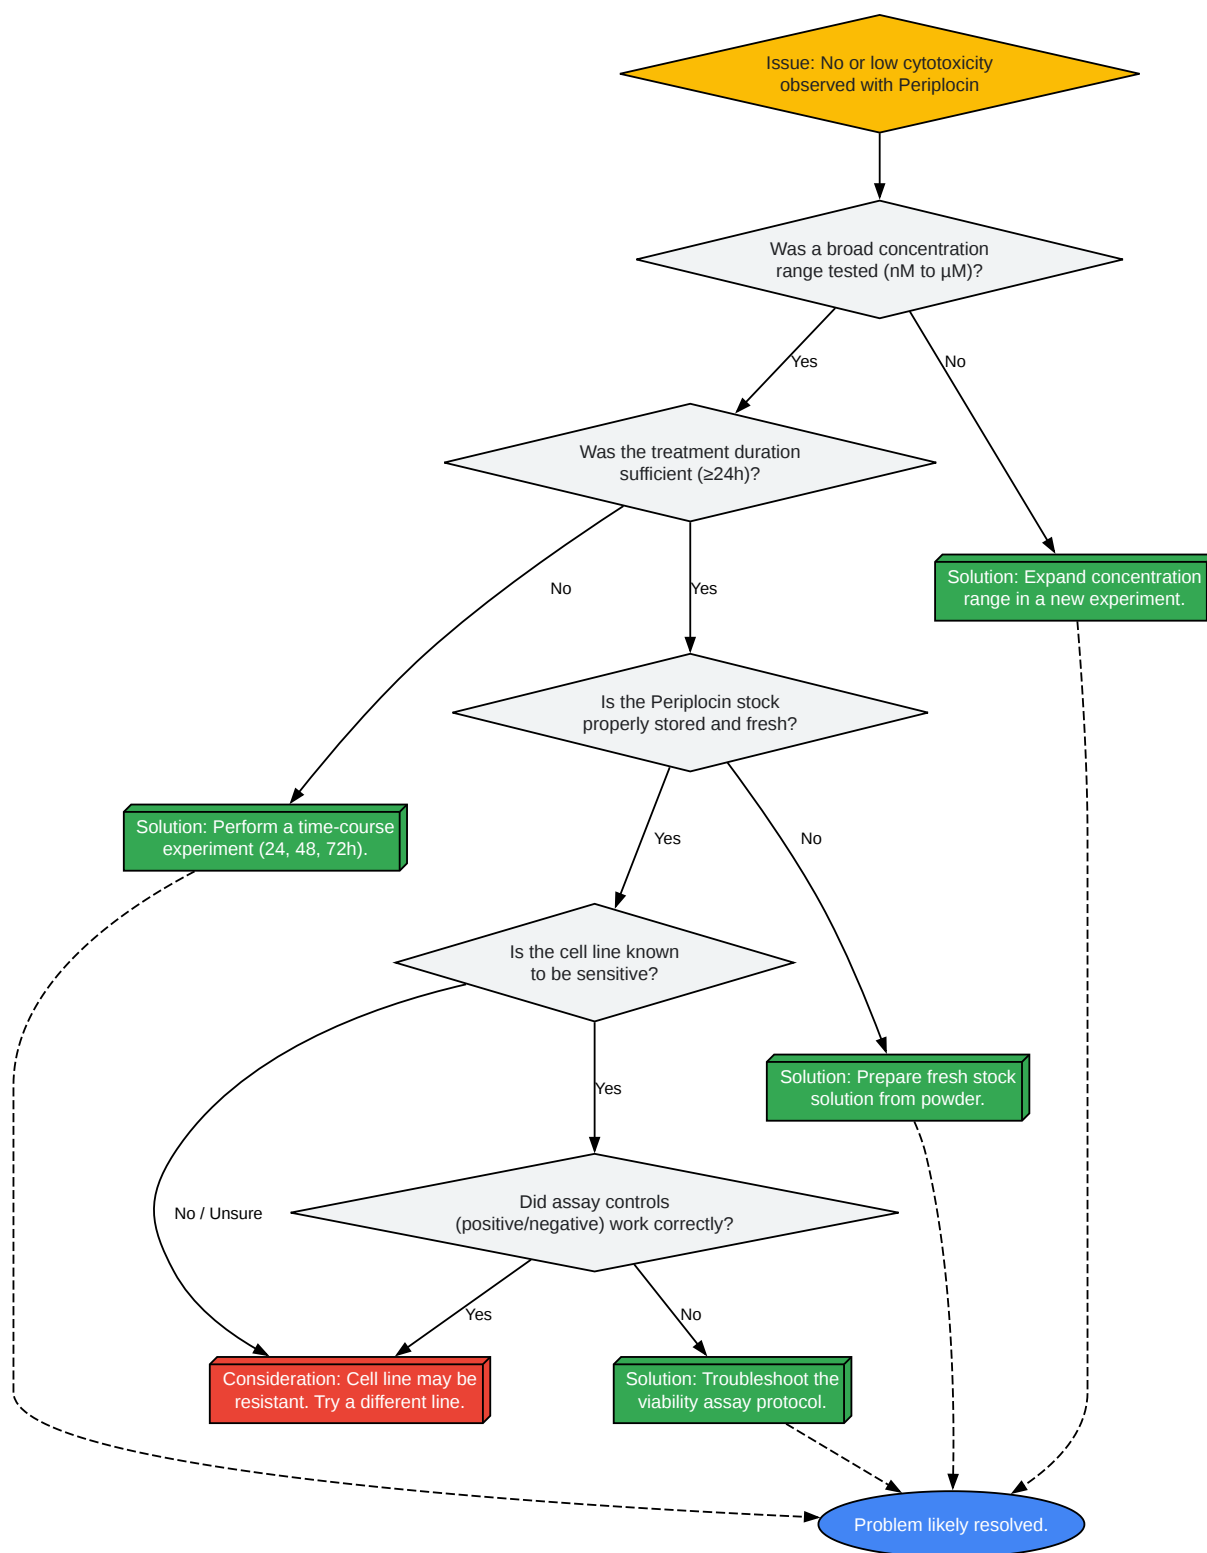 Issue: No or low cytotoxicity
observed with Periplocin
Was a broad concentration
range tested (nM to µM)?
Yes
No
Was the treatment duration
sufficient (≥24h)?
No
Yes
Solution: Expand concentration
range in a new experiment.
Is the Periplocin stock
properly stored and fresh?
Solution: Perform a time-course
experiment (24, 48, 72h).
Yes
No
Is the cell line known
to be sensitive?
Solution: Prepare fresh stock
solution from powder.
Yes
No / Unsure
Did assay controls
(positive/negative) work correctly?
Yes
No
Consideration: Cell line may be
resistant. Try a different line.
Solution: Troubleshoot the
viability assay protocol.
Problem likely resolved.